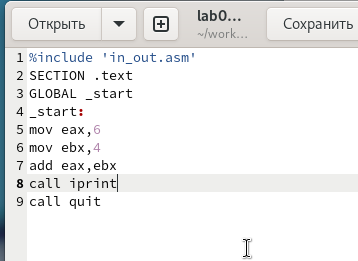 Открыть
lab0...
~/work...
Сохранить
1 %include 'in_out.asm'
2 SECTION .text
3 GLOBAL _start
4 _start:
5 mov eax,6
6 mov ebx,4
7 add eax,ebx
8 call iprint
9 call quit